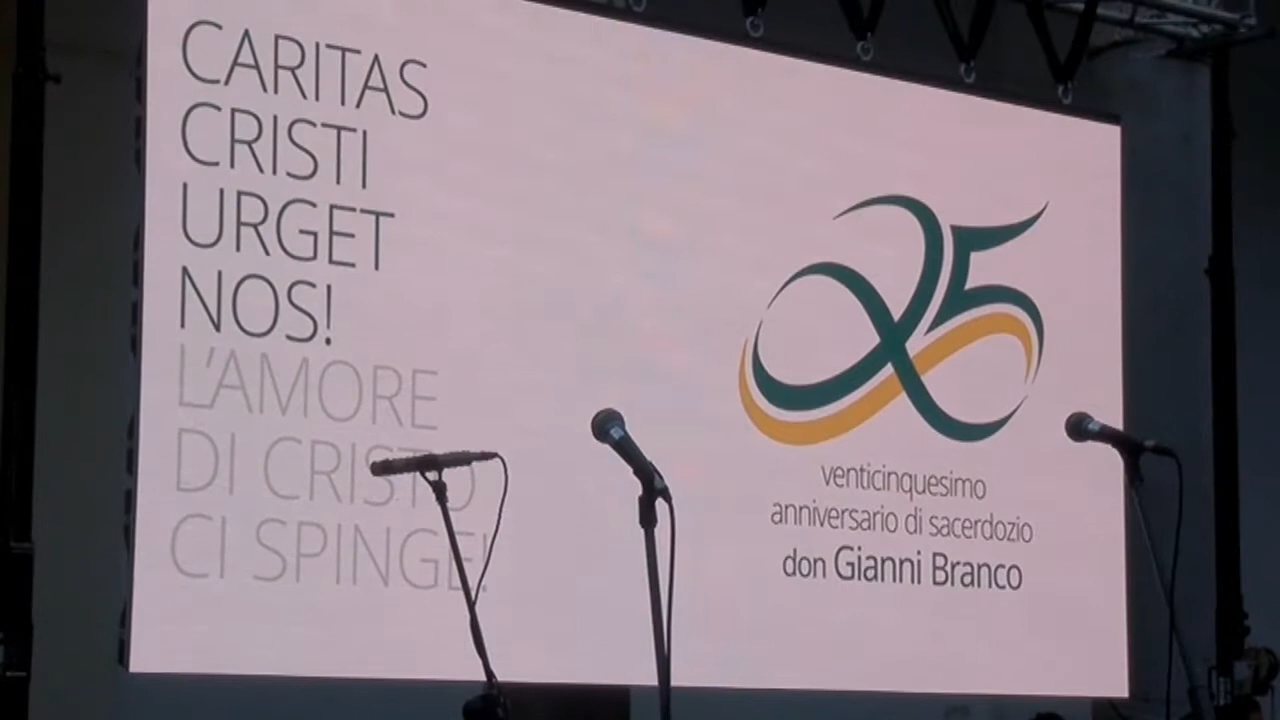 CARITAS
CRISTI
URGET
NOS!
L'AMORE
DI CRISTO
CI SPINGE!
25
venticinquesimo
anniversario di sacerdozio
don Gianni Branco